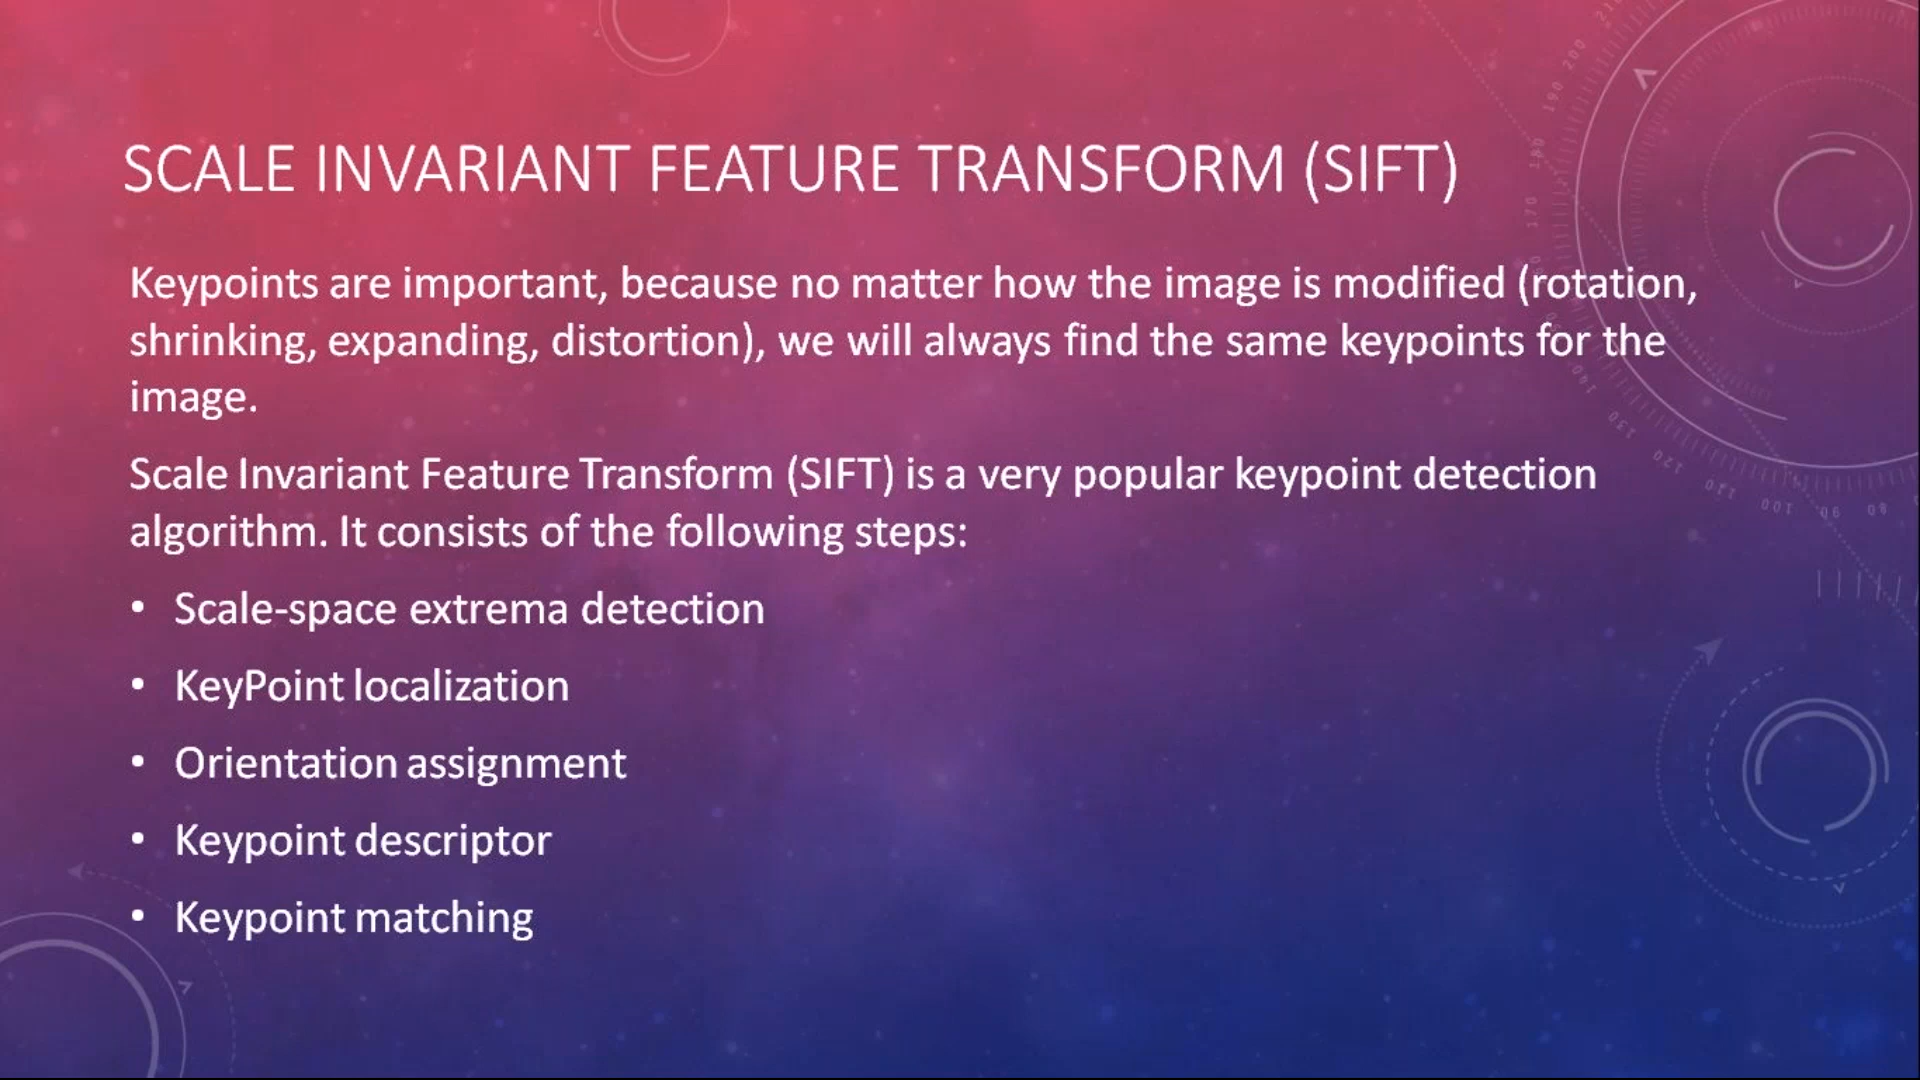 SCALE INVARIANT FEATURE TRANSFORM (SIFT)
Keypoints are important, because no matter how the image is modified (rotation,
shrinking, expanding, distortion), we will always find the same keypoints for the
image.
Scale Invariant Feature Transform (SIFT) is a very popular keypoint detection
algorithm. It consists of the following steps:
• Scale-space extrema detection
• KeyPoint localization
• Orientation assignment
• Keypoint descriptor
• Keypoint matching